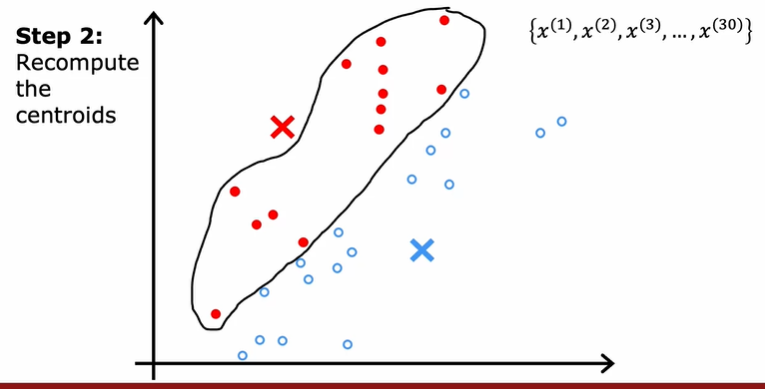 Step 2:
Recompute
the
centroids
{x^(1), x^(2), x^(3), ..., x^(30)}